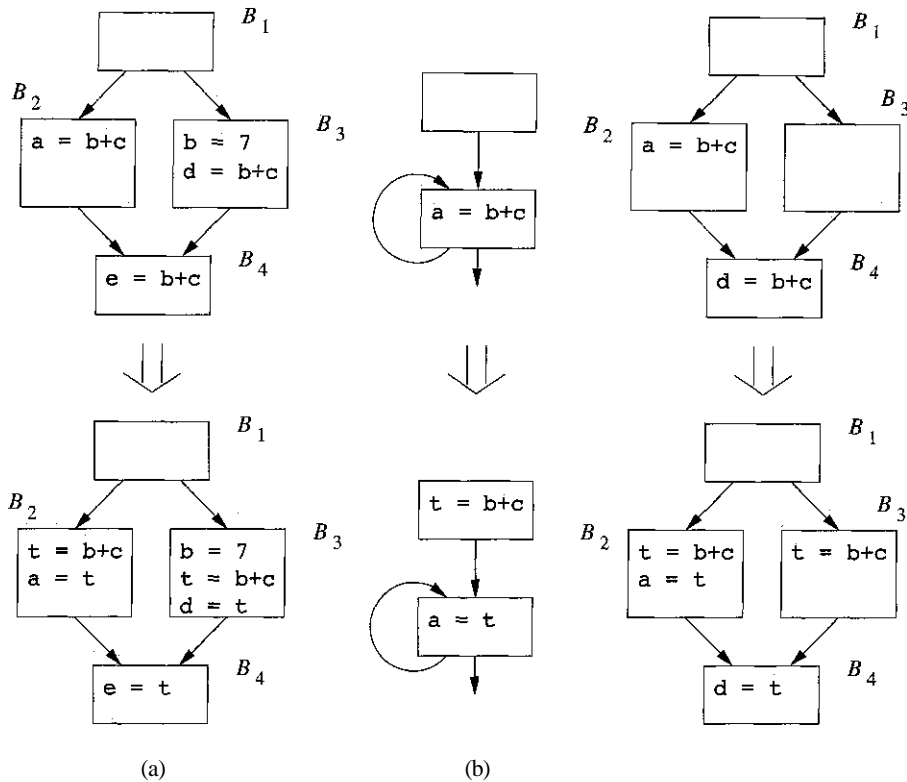 B1
B2
a = b+c
b = 7
d = b+c
B3
e = b+c
B4
a = b+c
B1
B2
a = b+c
B3
d = b+c
B4
B1
B2
t = b+c
a = t
b = 7
t = b+c
d = t
B3
e = t
B4
t = b+c
a = t
B1
B2
t = b+c
a = t
B3
t = b+c
d = t
B4
(a)
(b)